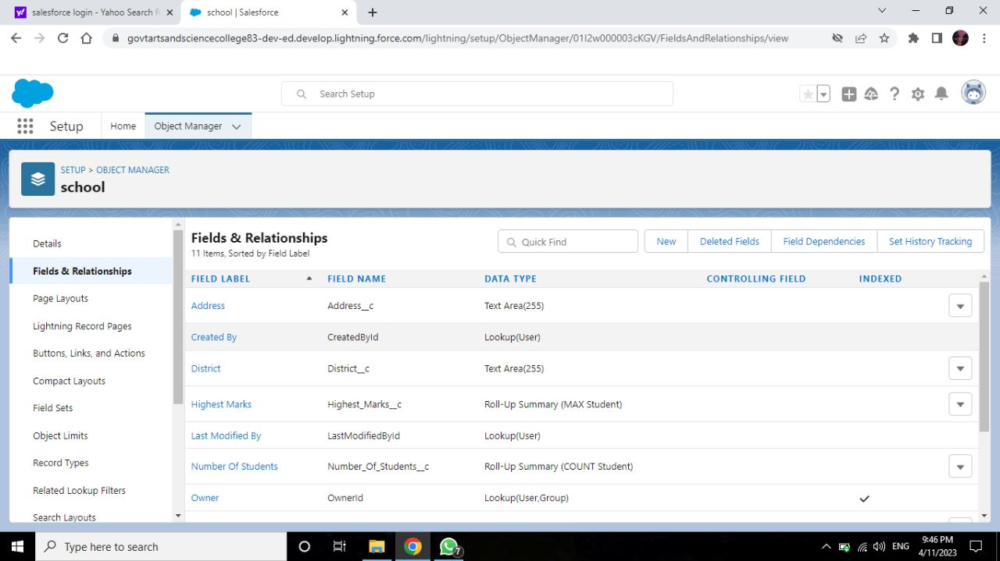 salesforce login - Yahoo Search R
school | Salesforce
govtartsandsciencecollege83-dev-ed.develop.lightning.force.com/lightning/setup/ObjectManager/01I2w000003cKGV/FieldsAndRelationships/view
Search Setup
Setup Home Object Manager
SETUP > OBJECT MANAGER
school
Details
Fields & Relationships
Page Layouts
Lightning Record Pages
Buttons, Links, and Actions
Compact Layouts
Field Sets
Object Limits
Record Types
Related Lookup Filters
Search Layouts
Fields & Relationships
11 Items, Sorted by Field Label
Quick Find New Deleted Fields Field Dependencies Set History Tracking
FIELD LABEL FIELD NAME DATA TYPE CONTROLLING FIELD INDEXED
Address Address__c Text Area(255)
Created By CreatedById Lookup(User)
District District__c Text Area(255)
Highest Marks Highest_Marks__c Roll-Up Summary (MAX Student)
Last Modified By LastModifiedById Lookup(User)
Number Of Students Number_Of_Students__c Roll-Up Summary (COUNT Student)
Owner OwnerId Lookup(User,Group)
Type here to search
7
ENG
9:46 PM
4/11/2023